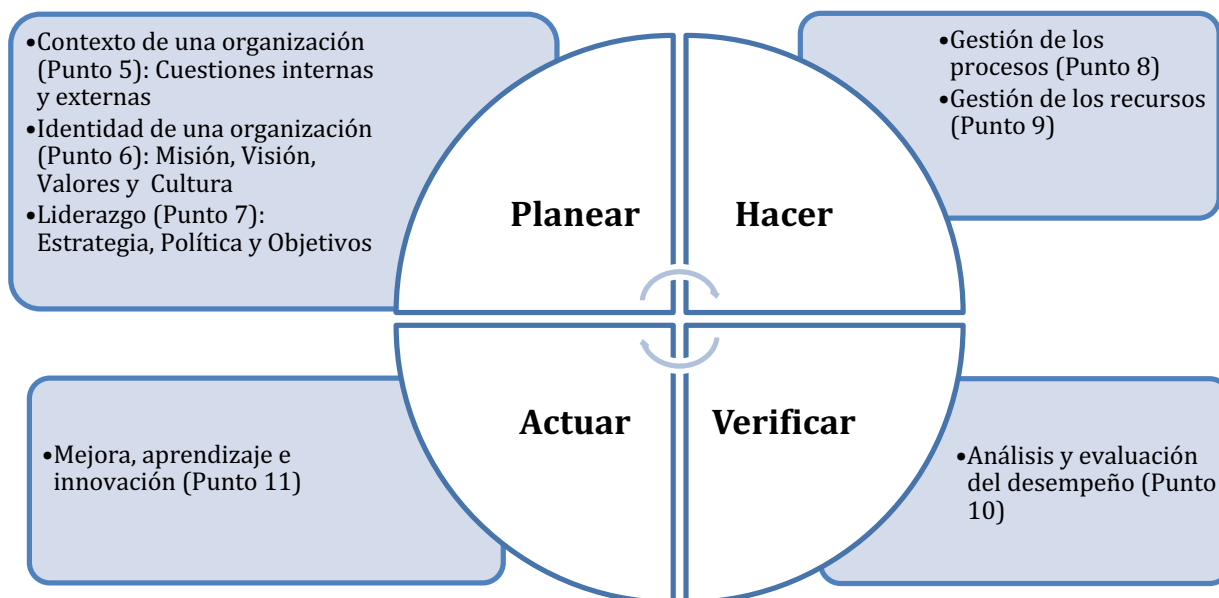 •Contexto de una organización
(Punto 5): Cuestiones internas
y externas
•Identidad de una organización
(Punto 6): Misión, Visión,
Valores y Cultura
•Liderazgo (Punto 7):
Estrategia, Política y Objetivos
•Gestión de los
procesos (Punto 8)
•Gestión de los recursos
(Punto 9)
Planear
Hacer
Actuar
Verificar
•Mejora, aprendizaje e
innovación (Punto 11)
•Análisis y evaluación
del desempeño (Punto
10)